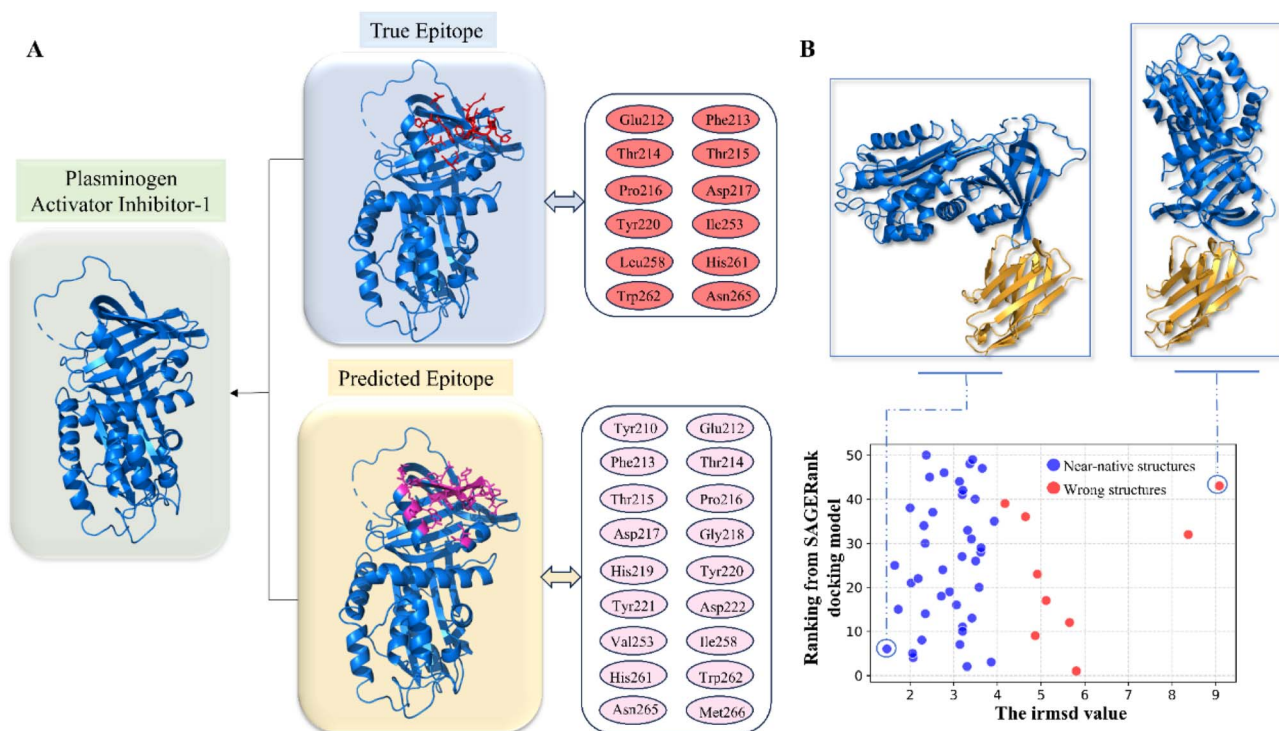 A
True Epitope
Plasminogen
Activator Inhibitor-1
Glu212 Phe213
Thr214 Thr215
Pro216 Asp217
Tyr220 Ile253
Leu258 His261
Trp262 Asn265
Predicted Epitope
Tyr210 Glu212
Phe213 Thr214
Thr215 Pro216
Asp217 Gly218
His219 Tyr220
Tyr221 Asp222
Val253 Ile258
His261 Trp262
Asn265 Met266
B
Ranking from SAGERank
docking model
50
40
30
20
10
0
Near-native structures
Wrong structures
2 3 4 5 6 7 8 9
The irmsd value